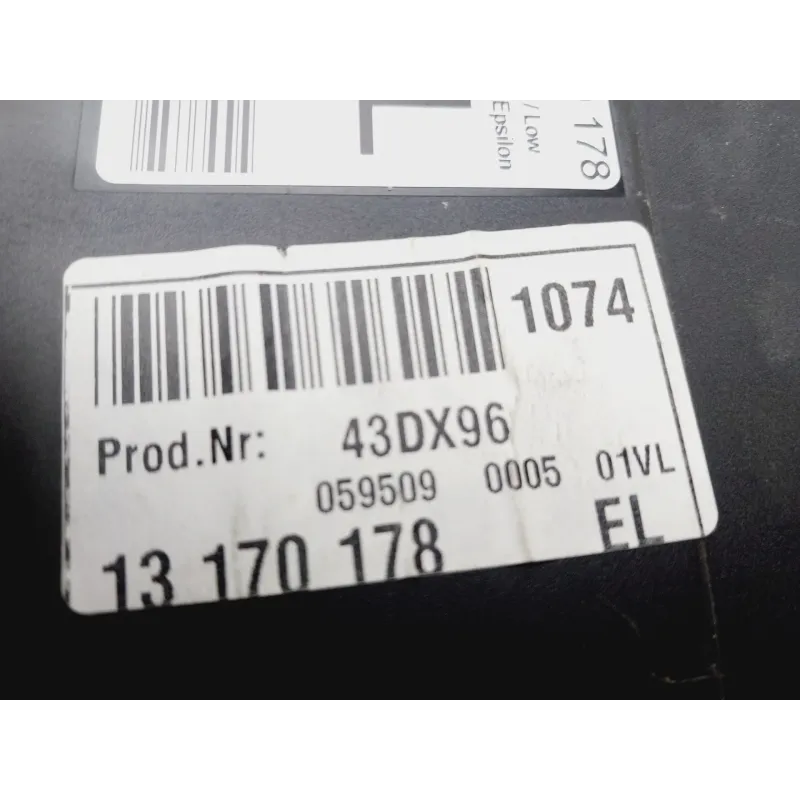 L
/ Low
Epsilon
178
1074
Prod.Nr: 43DX96
059509 0005 01VL
13 170 178 EL